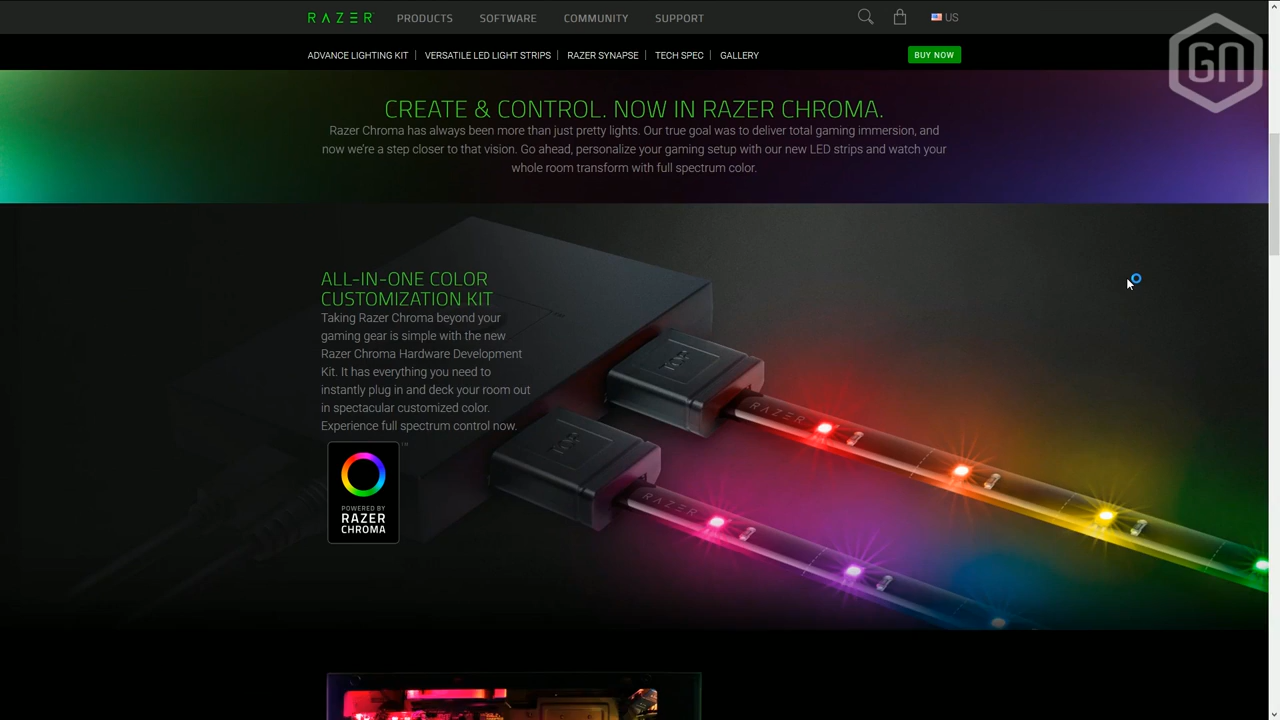 RAZER PRODUCTS SOFTWARE COMMUNITY SUPPORT US
ADVANCE LIGHTING KIT | VERSATILE LED LIGHT STRIPS | RAZER SYNAPSE | TECH SPEC | GALLERY BUY NOW
GN
CREATE & CONTROL. NOW IN RAZER CHROMA.
Razer Chroma has always been more than just pretty lights. Our true goal was to deliver total gaming immersion, and
now we're a step closer to that vision. Go ahead, personalize your gaming setup with our new LED strips and watch your
whole room transform with full spectrum color.
ALL-IN-ONE COLOR
CUSTOMIZATION KIT
Taking Razer Chroma beyond your
gaming gear is simple with the new
Razer Chroma Hardware Development
Kit. It has everything you need to
instantly plug in and deck your room out
in spectacular customized color.
Experience full spectrum control now.
™
POWERED BY
RAZER
CHROMA
RAZER
RAZER